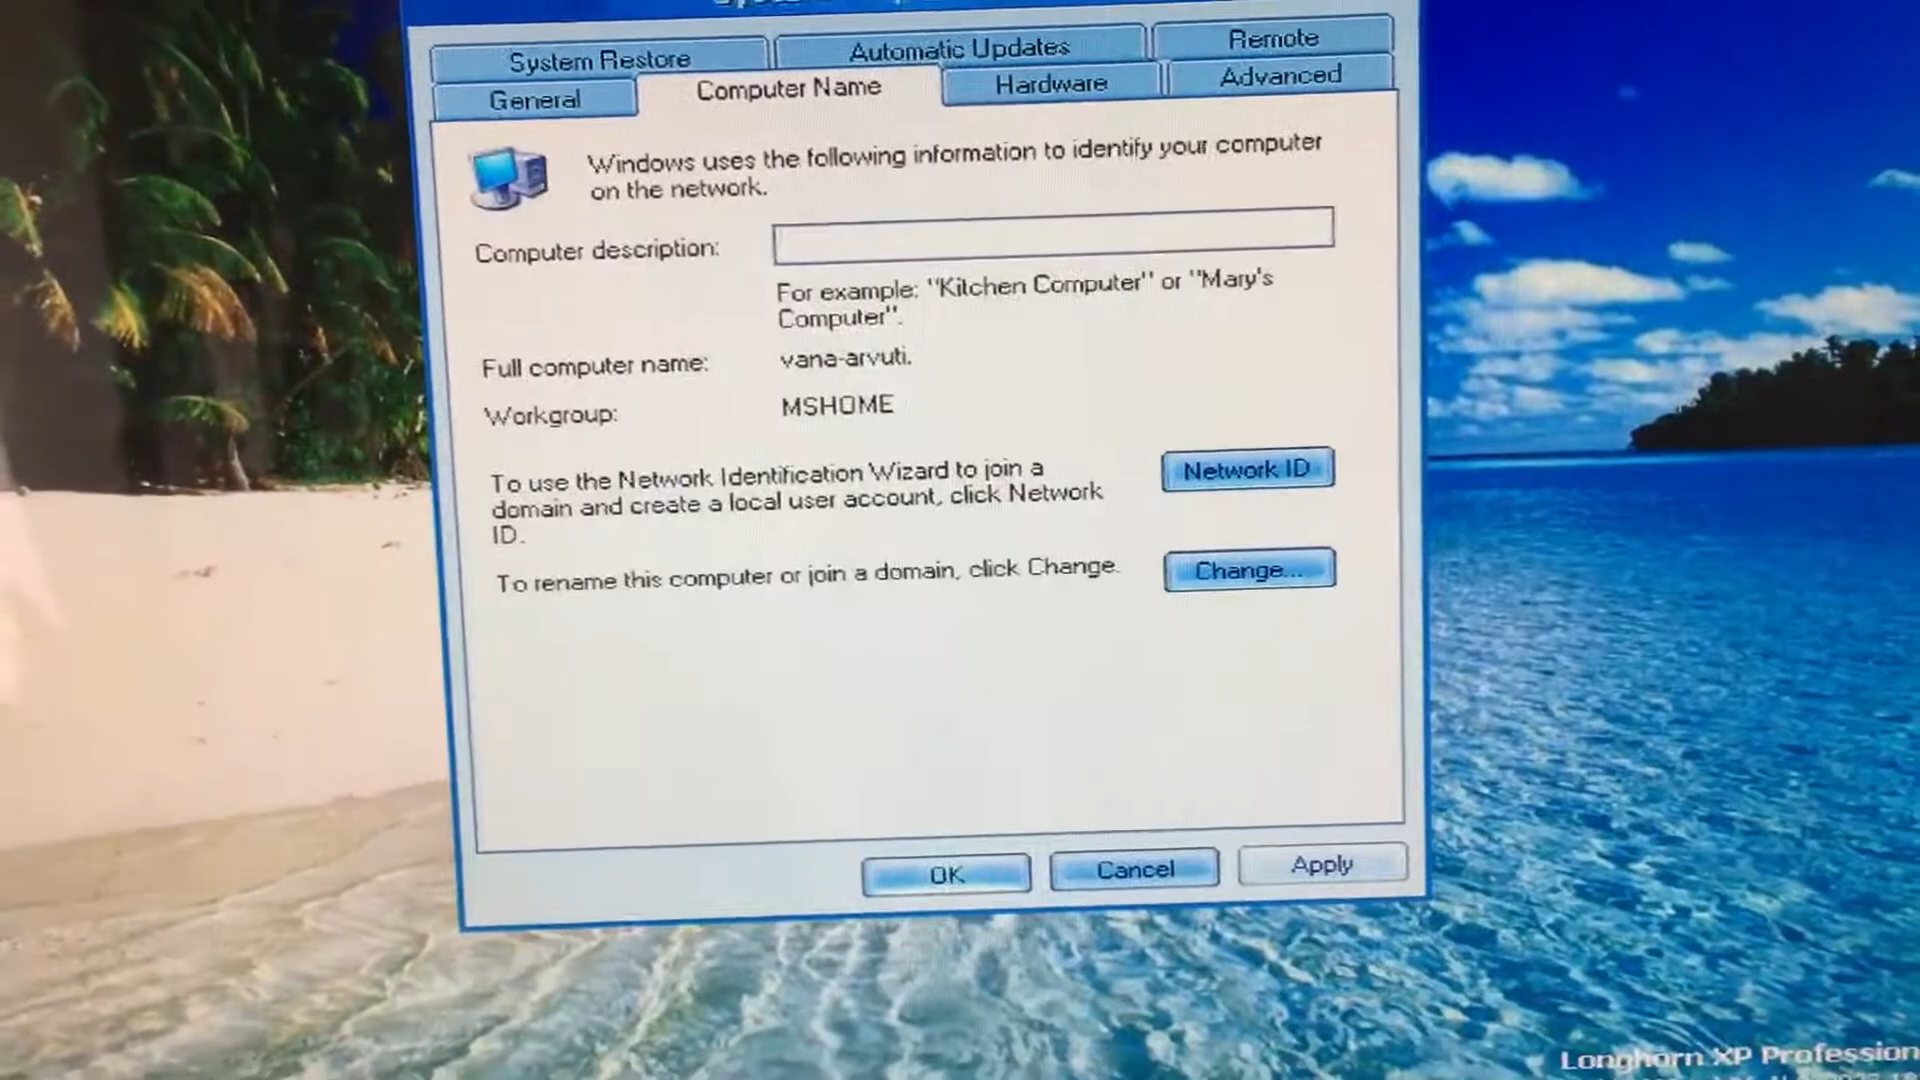 System Restore
Automatic Updates
Remote
General
Computer Name
Hardware
Advanced
Windows uses the following information to identify your computer
on the network.
Computer description:
For example: "Kitchen Computer" or "Mary's
Computer".
Full computer name:
vana-arvuti.
Workgroup:
MSHOME
To use the Network Identification Wizard to join a
domain and create a local user account, click Network
ID.
Network ID
To rename this computer or join a domain, click Change.
Change...
OK
Cancel
Apply
Longhorn XP Profession